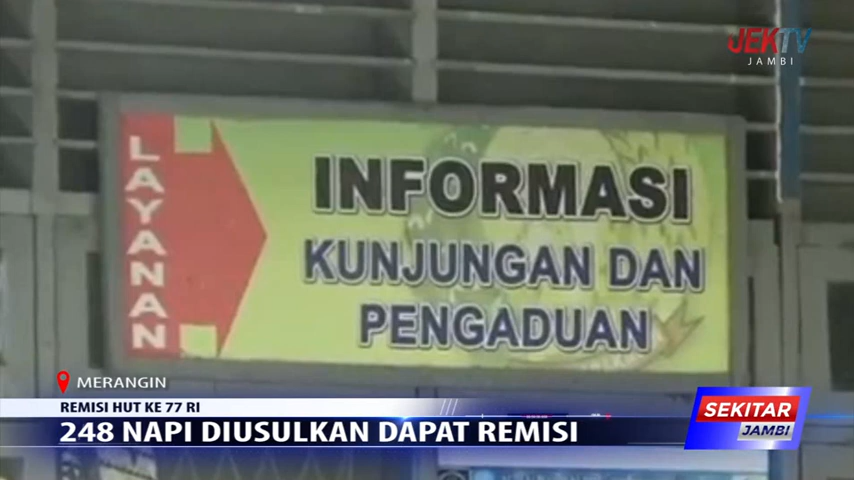 JEKTV
JAMBI
LAYANAN
INFORMASI
KUNJUNGAN DAN
PENGADUAN
MERANGIN
REMISI HUT KE 77 RI
248 NAPI DIUSULKAN DAPAT REMISI
SEKITAR
JAMBI